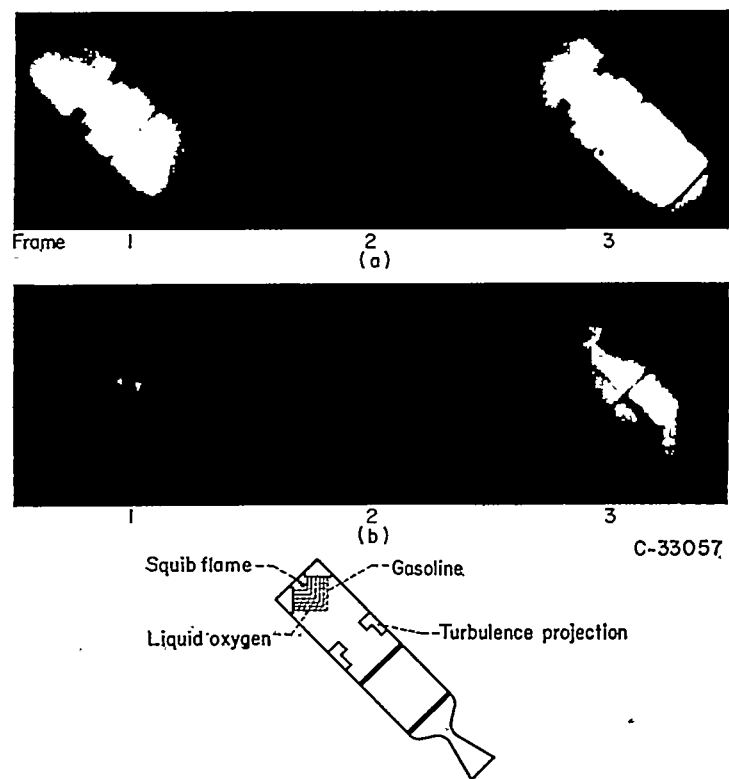 Frame 1 2 3
(a)
1 2 3
(b)
C-33057
Squib flame
Gasoline
Liquid oxygen
Turbulence projection